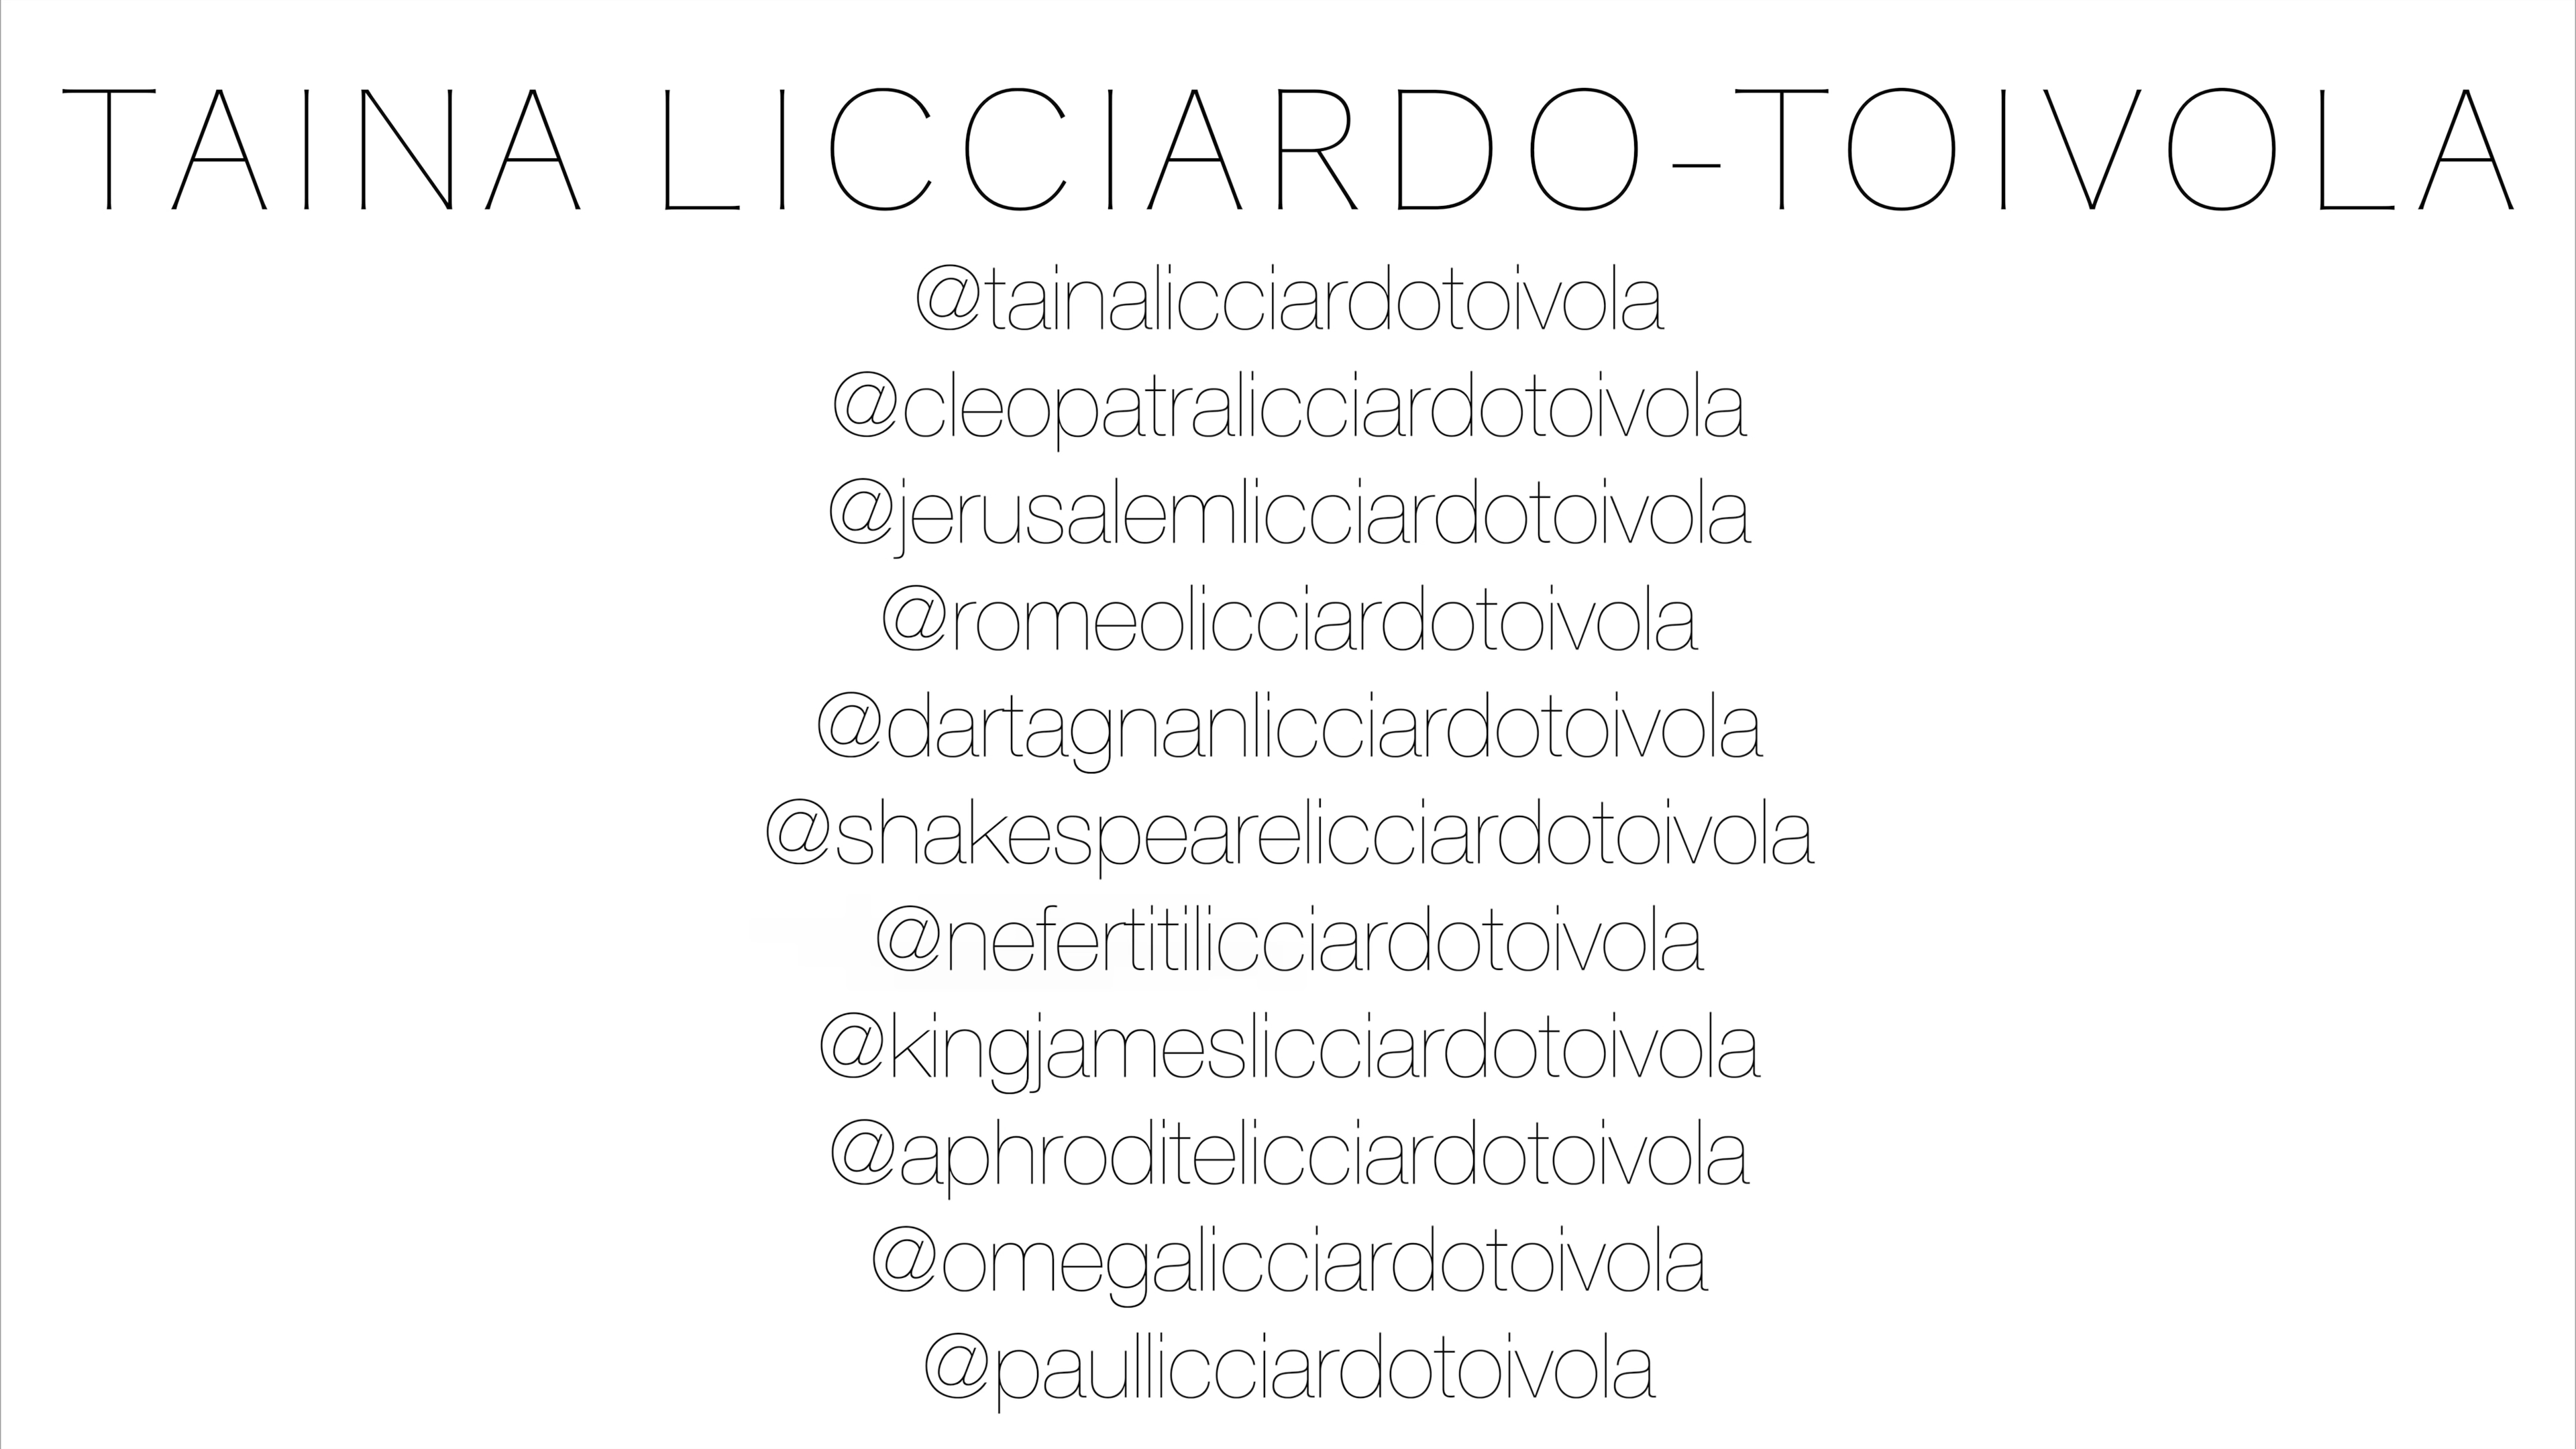 TAINA LICCIARDO-TOIVOLA
@tainalicciardotoivola
@cleopatralicciardotoivola
@jerusalemlicciardotoivola
@romeolicciardotoivola
@dartagnanlicciardotoivola
@shakespearelicciardotoivola
@nefertitilicciardotoivola
@kingjameslicciardotoivola
@aphroditelicciardotoivola
@omegalicciardotoivola
@paullicciardotoivola